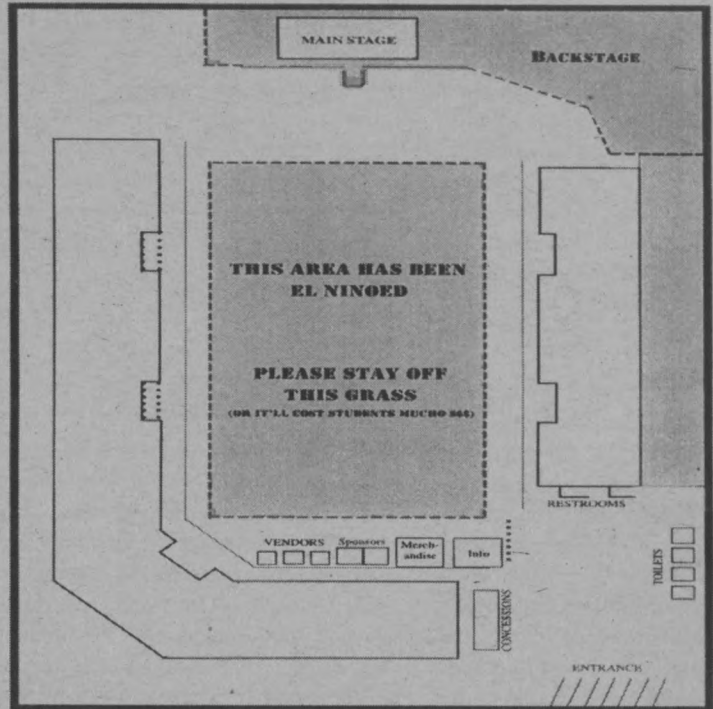 MAIN STAGE
BACKSTAGE
THIS AREA HAS BEEN
EL NINOED
PLEASE STAY OFF
THIS GRASS
(OR IT'LL COST STUDENTS MUCHO $$$)
RESTROOMS
VENDORS
Sponsors
Merch-
andise
Info
TOILETS
CONCESSIONS
ENTRANCE